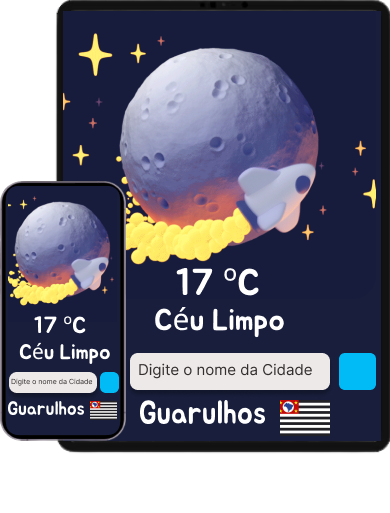 17 °C
Céu Limpo
Digite o nome da Cidade
Guarulhos
17 °C
Céu Limpo
Digite o nome da Cidade
Guarulhos